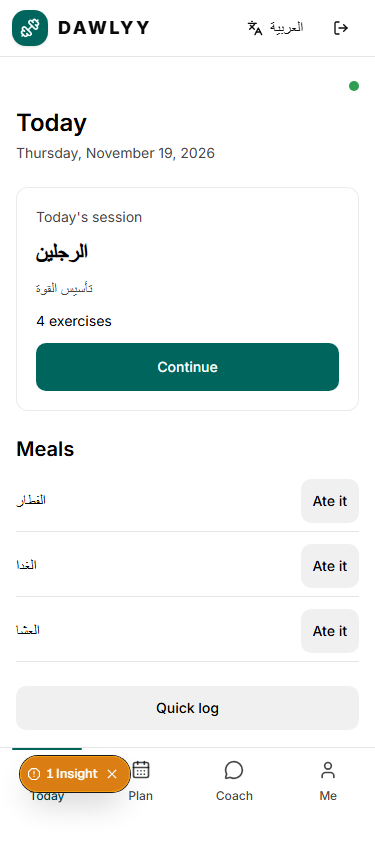 DAWLYY
العربية
Today
Thursday, November 19, 2026
Today's session
الرجلين
تأسيس القوة
4 exercises
Continue
Meals
الفطار
Ate it
الغدا
Ate it
العشا
Ate it
Quick log
1 Insight
Today
Plan
Coach
Me